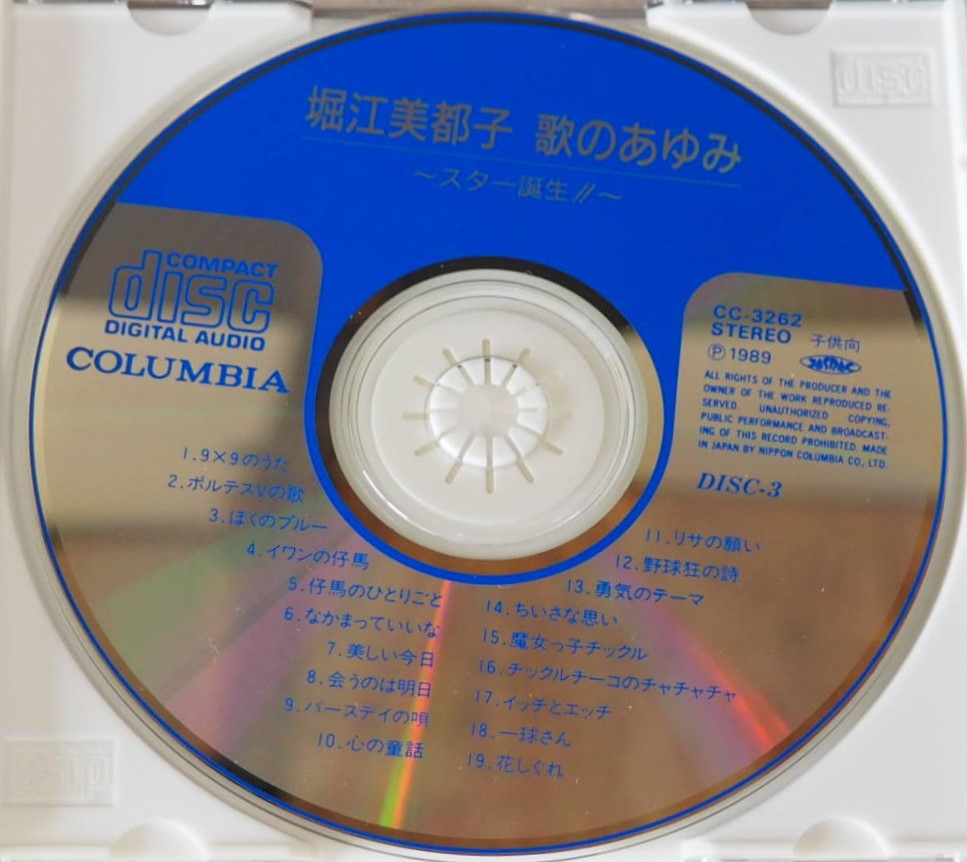 堀江美都子 歌のあゆみ
～スター誕生!!～
COMPACT
disc
DIGITAL AUDIO
COLUMBIA
CC-3262
STEREO 子供向
Ⓟ1989 JASRAC
ALL RIGHTS OF THE PRODUCER AND THE
OWNER OF THE WORK REPRODUCED RE-
SERVED. UNAUTHORIZED COPYING,
PUBLIC PERFORMANCE AND BROADCAST-
ING OF THIS RECORD PROHIBITED. MADE
IN JAPAN BY NIPPON COLUMBIA CO., LTD
DISC-3
1.9×9のうた
2.ボルテスVの歌
3.ぼくのブルー
4.イワンの仔馬
5.仔馬のひとりごと
6.なかまっていいな
7.美しい今日
8.会うのは明日
9.バースデイの唄
10.心の童話
11.リサの願い
12.野球狂の詩
13.勇気のテーマ
14.ちいさな思い
15.魔女っ子チックル
16.チックルチーコのチャチャチャ
17.イッチとエッチ
18.一球さん
19.花しぐれ
disc